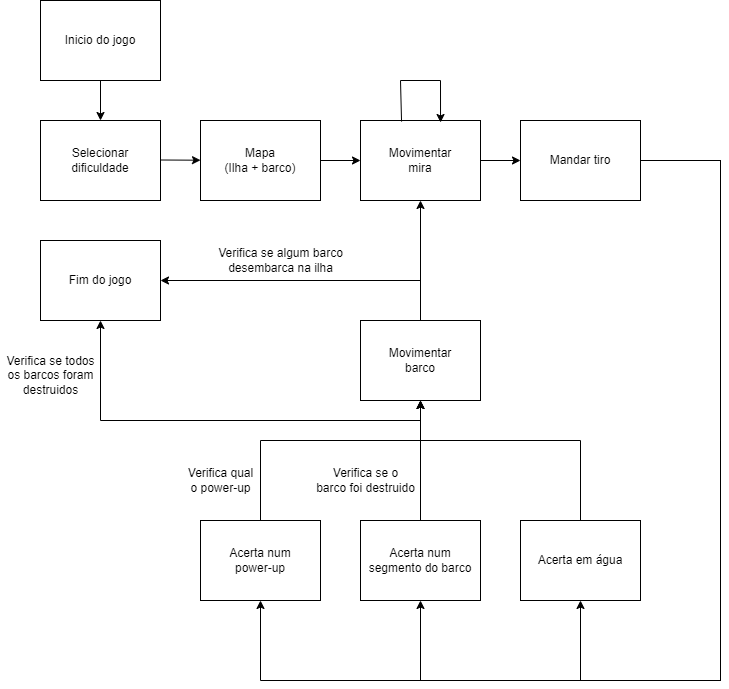 Inicio do jogo
Selecionar
dificuldade
Mapa
(Ilha + barco)
Movimentar
mira
Mandar tiro
Verifica se algum barco
desembarca na ilha
Fim do jogo
Movimentar
barco
Verifica se todos
os barcos foram
destruidos
Verifica qual
o power-up
Verifica se o
barco foi destruido
Acerta num
power-up
Acerta num
segmento do barco
Acerta em água